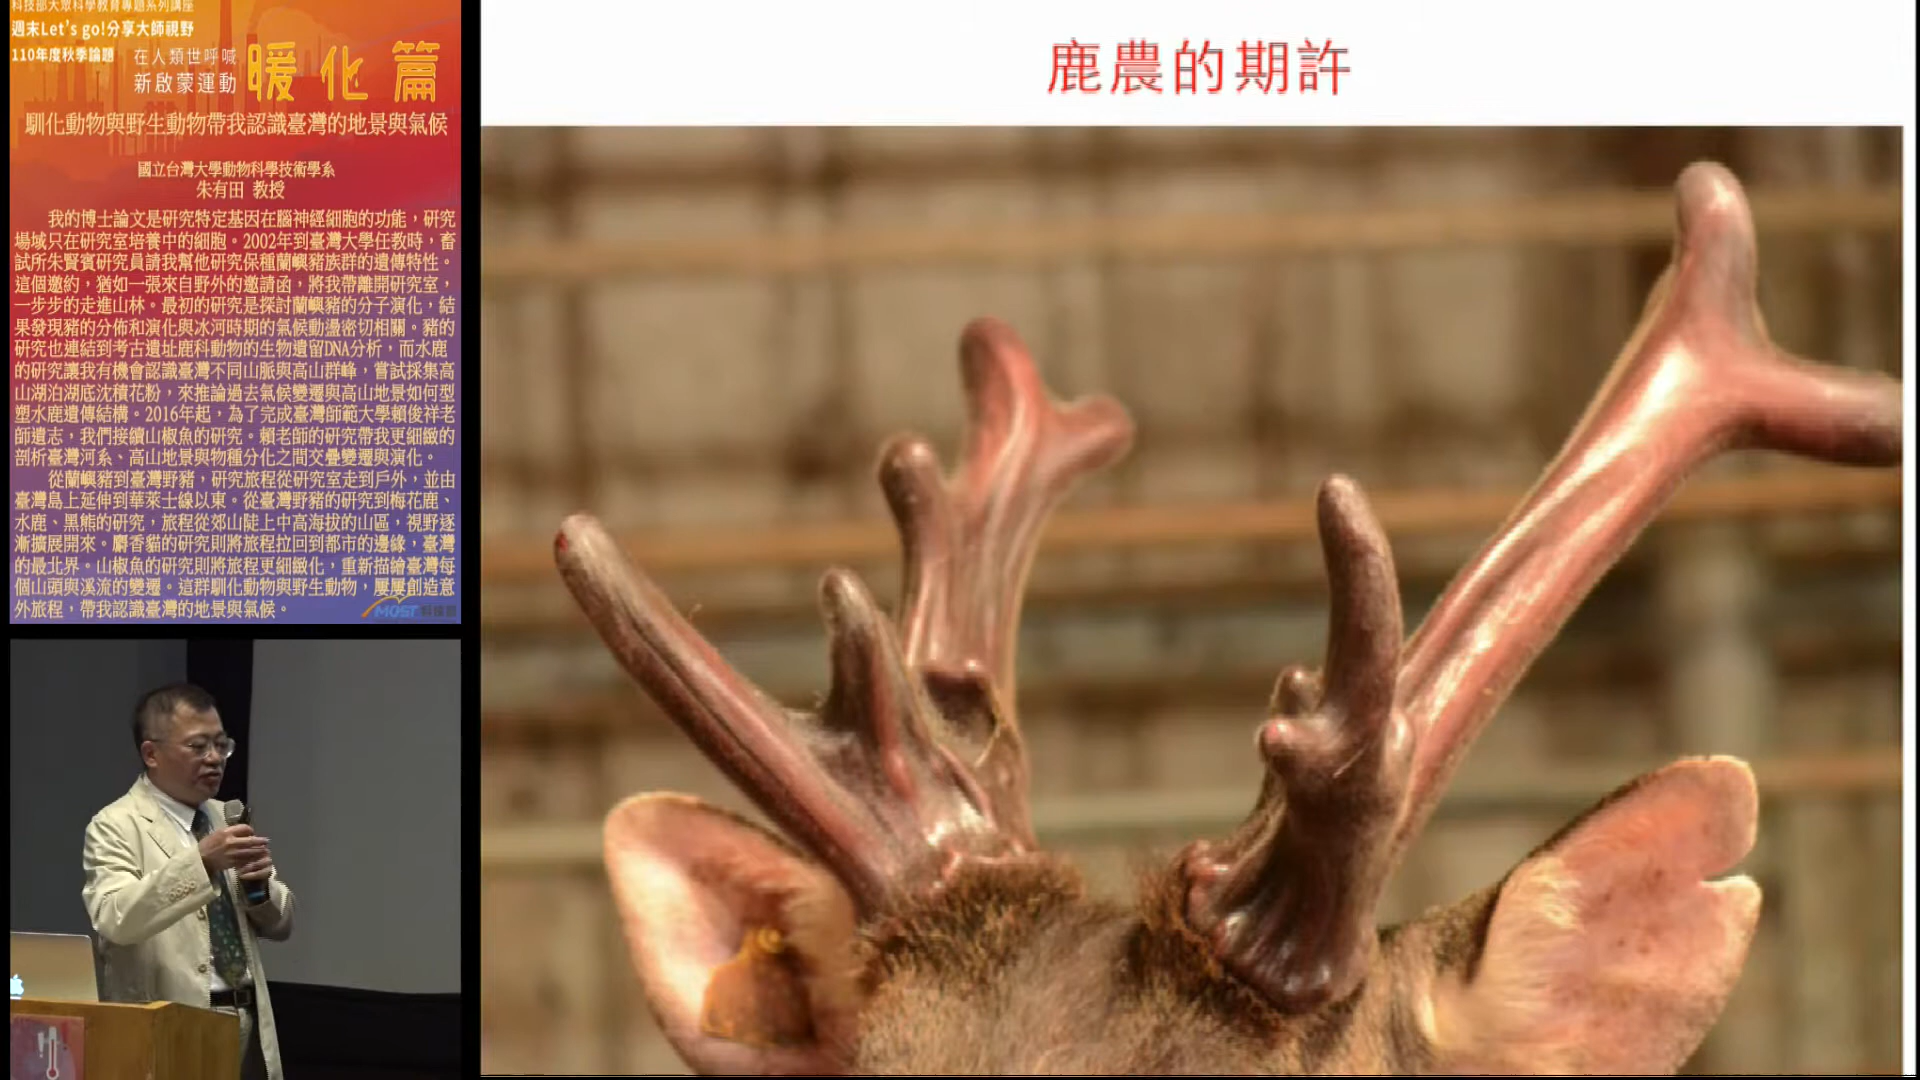 科技部大眾科學教育專題系列講座
週末Let's go!分享大師視野
110年度秋季論題
在人類世呼喊
新啟蒙運動
暖化篇
馴化動物與野生動物帶我認識臺灣的地景與氣候
國立台灣大學動物科學技術學系
朱有田 教授
我的博士論文是研究特定基因在腦神經細胞的功能，研究
場域只在研究室培養中的細胞。2002年到臺灣大學任教時，畜
試所朱賢賓研究員請我幫他研究保種蘭嶼豬族群的遺傳特性。
這個邀約，猶如一張來自野外的邀請函，將我帶離開研究室，
一步步的走進山林。最初的研究是探討蘭嶼豬的分子演化，結
果發現豬的分佈和演化與冰河時期的氣候動盪密切相關。豬的
研究也連結到考古遺址鹿科動物的生物遺留DNA分析，而水鹿
的研究讓我有機會認識臺灣不同山脈與高山群峰，嘗試採集高
山湖泊湖底沈積花粉，來推論過去氣候變遷與高山地景如何型
塑水鹿遺傳結構。2016年起，為了完成臺灣師範大學賴俊祥老
師遺志，我們接續山椒魚的研究。賴老師的研究帶我更細緻的
剖析臺灣河系、高山地景與物種分化之間交疊變遷與演化。
從蘭嶼豬到臺灣野豬，研究旅程從研究室走到戶外，並由
臺灣島上延伸到華萊士線以東。從臺灣野豬的研究到梅花鹿、
水鹿、黑熊的研究，旅程從郊山陡上中高海拔的山區，視野逐
漸擴展開來。麝香貓的研究則將旅程拉回到都市的邊緣，臺灣
的最北界。山椒魚的研究則將旅程更細緻化，重新描繪臺灣每
個山頭與溪流的變遷。這群馴化動物與野生動物，屢屢創造意
外旅程，帶我認識臺灣的地景與氣候。
MOST 科技部
鹿農的期許